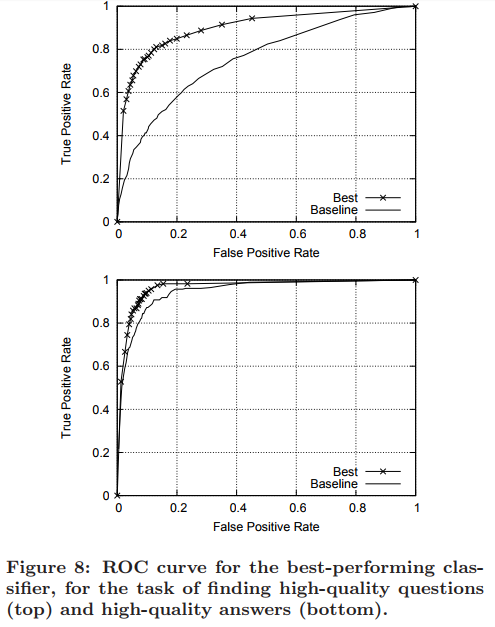 1
0.8
0.6
0.4
0.2
0
True Positive Rate
Best
Baseline
0 0.2 0.4 0.6 0.8 1
False Positive Rate
1
0.8
0.6
0.4
0.2
0
True Positive Rate
Best
Baseline
0 0.2 0.4 0.6 0.8 1
False Positive Rate
Figure 8: ROC curve for the best-performing clas-
sifier, for the task of finding high-quality questions
(top) and high-quality answers (bottom).